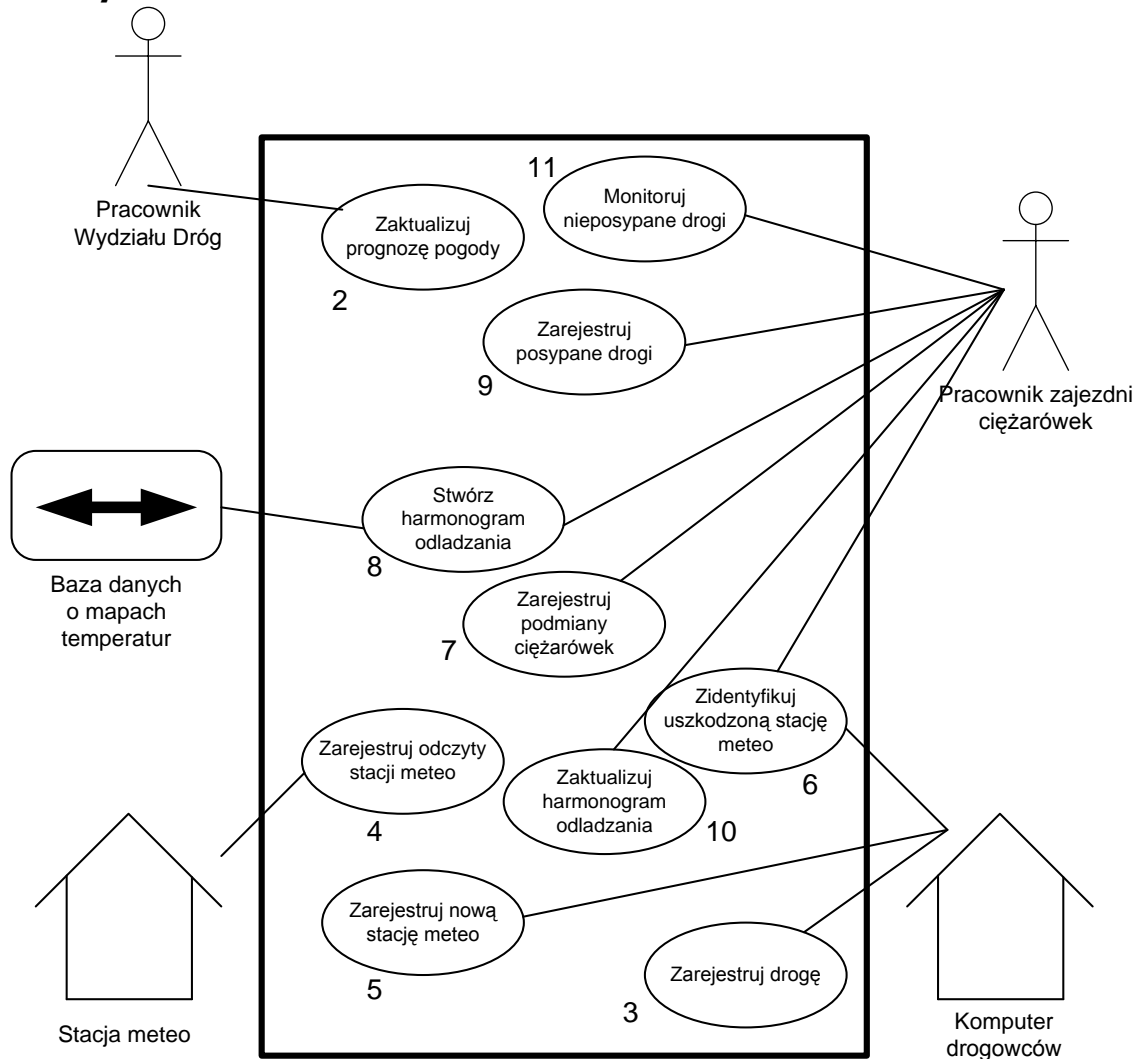 11
Monitoruj
nieposypane drogi
Pracownik
Wydziału Dróg
Zaktualizuj
prognozę pogody
2
Zarejestruj
posypane drogi
9
Pracownik zajezdni
ciężarówek
Stwórz
harmonogram
odladzania
8
Baza danych
o mapach
temperatur
Zarejestruj
podmiany
ciężarówek
7
Zidentyfikuj
uszkodzoną stację
meteo
6
Zarejestruj odczyty
stacji meteo
4
Zaktualizuj
harmonogram
odladzania
10
Zarejestruj nową
stację meteo
5
Zarejestruj drogę
3
Stacja meteo
Komputer
drogowców